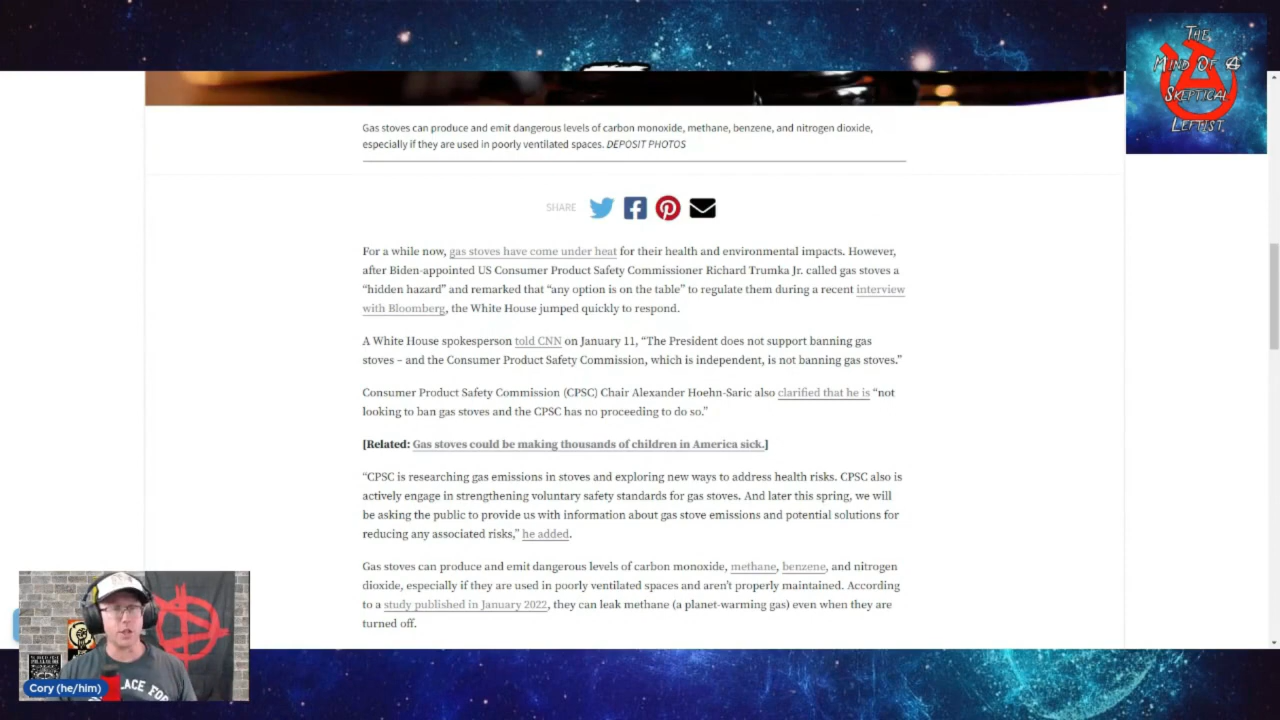 THE
MIND OF A
SKEPTICAL
LEFTIST
Gas stoves can produce and emit dangerous levels of carbon monoxide, methane, benzene, and nitrogen dioxide,
especially if they are used in poorly ventilated spaces. DEPOSIT PHOTOS
SHARE
For a while now, gas stoves have come under heat for their health and environmental impacts. However,
after Biden-appointed US Consumer Product Safety Commissioner Richard Trumka Jr. called gas stoves a
“hidden hazard” and remarked that “any option is on the table” to regulate them during a recent interview
with Bloomberg, the White House jumped quickly to respond.
A White House spokesperson told CNN on January 11, “The President does not support banning gas
stoves – and the Consumer Product Safety Commission, which is independent, is not banning gas stoves.”
Consumer Product Safety Commission (CPSC) Chair Alexander Hoehn-Saric also clarified that he is “not
looking to ban gas stoves and the CPSC has no proceeding to do so.”
[Related: Gas stoves could be making thousands of children in America sick.]
“CPSC is researching gas emissions in stoves and exploring new ways to address health risks. CPSC also is
actively engage in strengthening voluntary safety standards for gas stoves. And later this spring, we will
be asking the public to provide us with information about gas stove emissions and potential solutions for
reducing any associated risks,” he added.
Gas stoves can produce and emit dangerous levels of carbon monoxide, methane, benzene, and nitrogen
dioxide, especially if they are used in poorly ventilated spaces and aren’t properly maintained. According
to a study published in January 2022, they can leak methane (a planet-warming gas) even when they are
turned off.
LACE FOR
Cory (he/him)